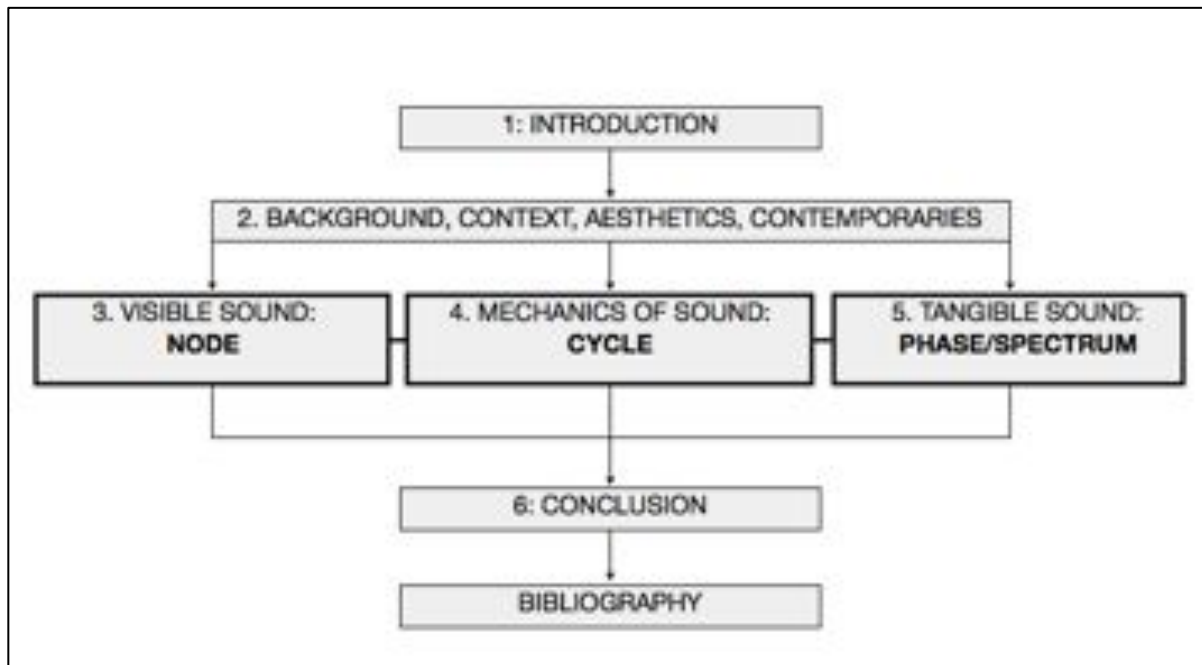 1: INTRODUCTION
2. BACKGROUND, CONTEXT, AESTHETICS, CONTEMPORARIES
3. VISIBLE SOUND:
NODE
4. MECHANICS OF SOUND:
CYCLE
5. TANGIBLE SOUND:
PHASE/SPECTRUM
6: CONCLUSION
BIBLIOGRAPHY